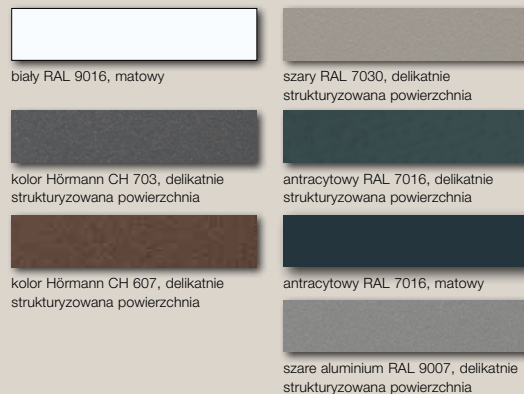 biały RAL 9016, matowy
kolor Hörmann CH 703, delikatnie
strukturyzowana powierzchnia
kolor Hörmann CH 607, delikatnie
strukturyzowana powierzchnia
szary RAL 7030, delikatnie
strukturyzowana powierzchnia
antracytowy RAL 7016, delikatnie
strukturyzowana powierzchnia
antracytowy RAL 7016, matowy
szare aluminium RAL 9007, delikatnie
strukturyzowana powierzchnia